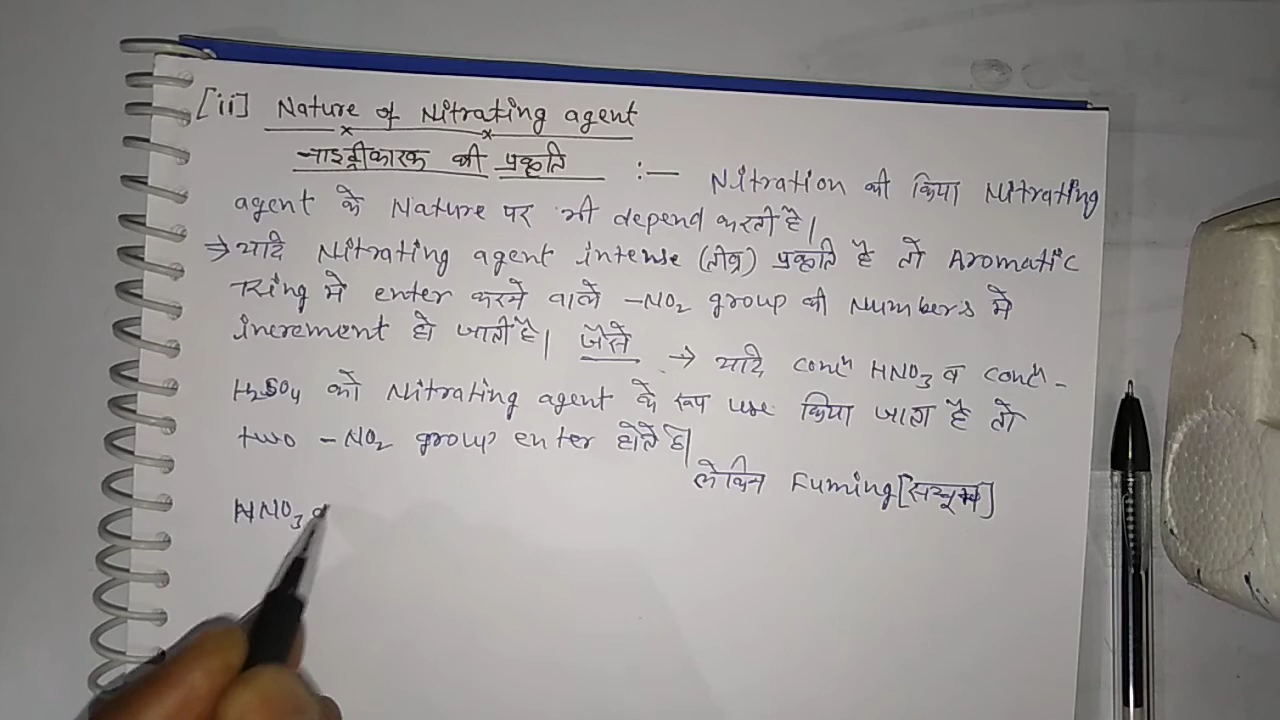 [ii] Nature of Nitrating agent
नाइट्रीकारक की प्रकृति :— Nitration की क्रिया Nitrating
agent के Nature पर भी depend करती है।
→ यदि Nitrating agent intense (तीव्र) प्रकृति है तो Aromatic
Ring में enter करने वाले -NO2 group की Numbers में
increment हो जाती है। जैसे → यदि concⁿ HNO3 व concⁿ-
H2SO4 को Nitrating agent के रूप use किया जाता है तो
two -NO2 group enter होते है।
लेकिन Fuming [सधूम्र]
HNO3 व